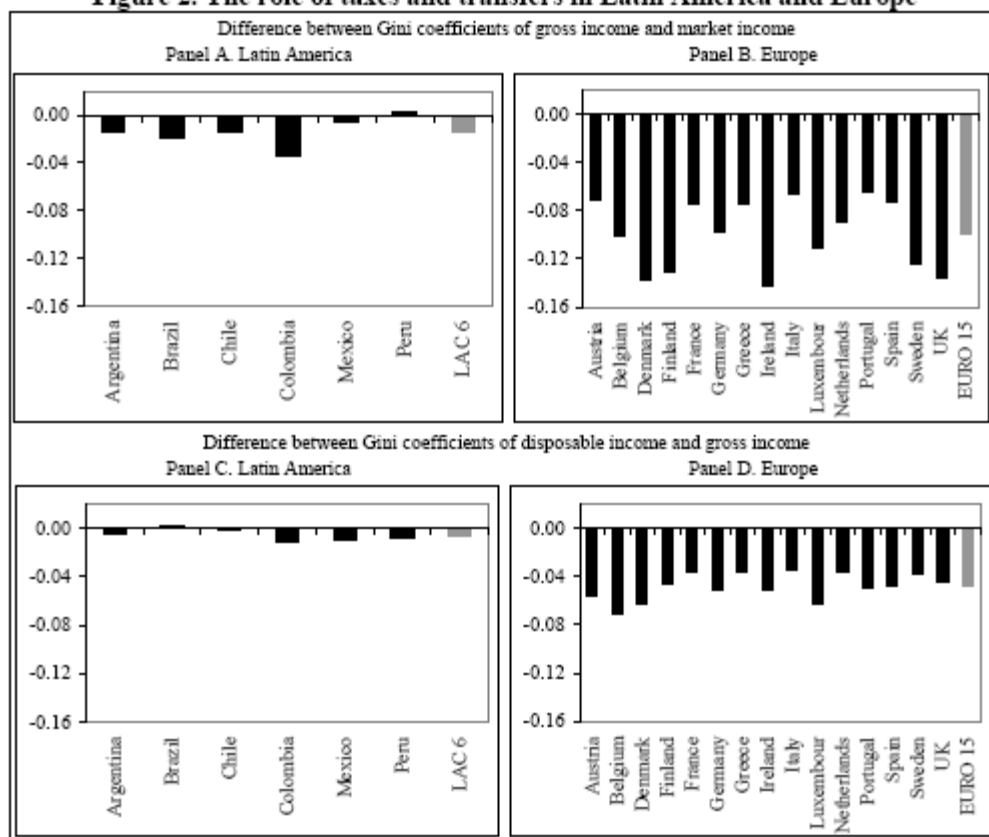 Figure 2. The role of taxes and transfers in Latin America and Europe
Difference between Gini coefficients of gross income and market income
Panel A. Latin America
Panel B. Europe
0.00
-0.04
-0.08
-0.12
-0.16
Argentina
Brazil
Chile
Colombia
Mexico
Peru
LAC 6
0.00
-0.04
-0.08
-0.12
-0.16
Austria
Belgium
Denmark
Finland
France
Germany
Greece
Ireland
Italy
Luxembour
Netherlands
Portugal
Spain
Sweden
UK
EURO 15
Difference between Gini coefficients of disposable income and gross income
Panel C. Latin America
Panel D. Europe
0.00
-0.04
-0.08
-0.12
-0.16
Argentina
Brazil
Chile
Colombia
Mexico
Peru
LAC 6
0.00
-0.04
-0.08
-0.12
-0.16
Austria
Belgium
Denmark
Finland
France
Germany
Greece
Ireland
Italy
Luxembour
Netherlands
Portugal
Spain
Sweden
UK
EURO 15